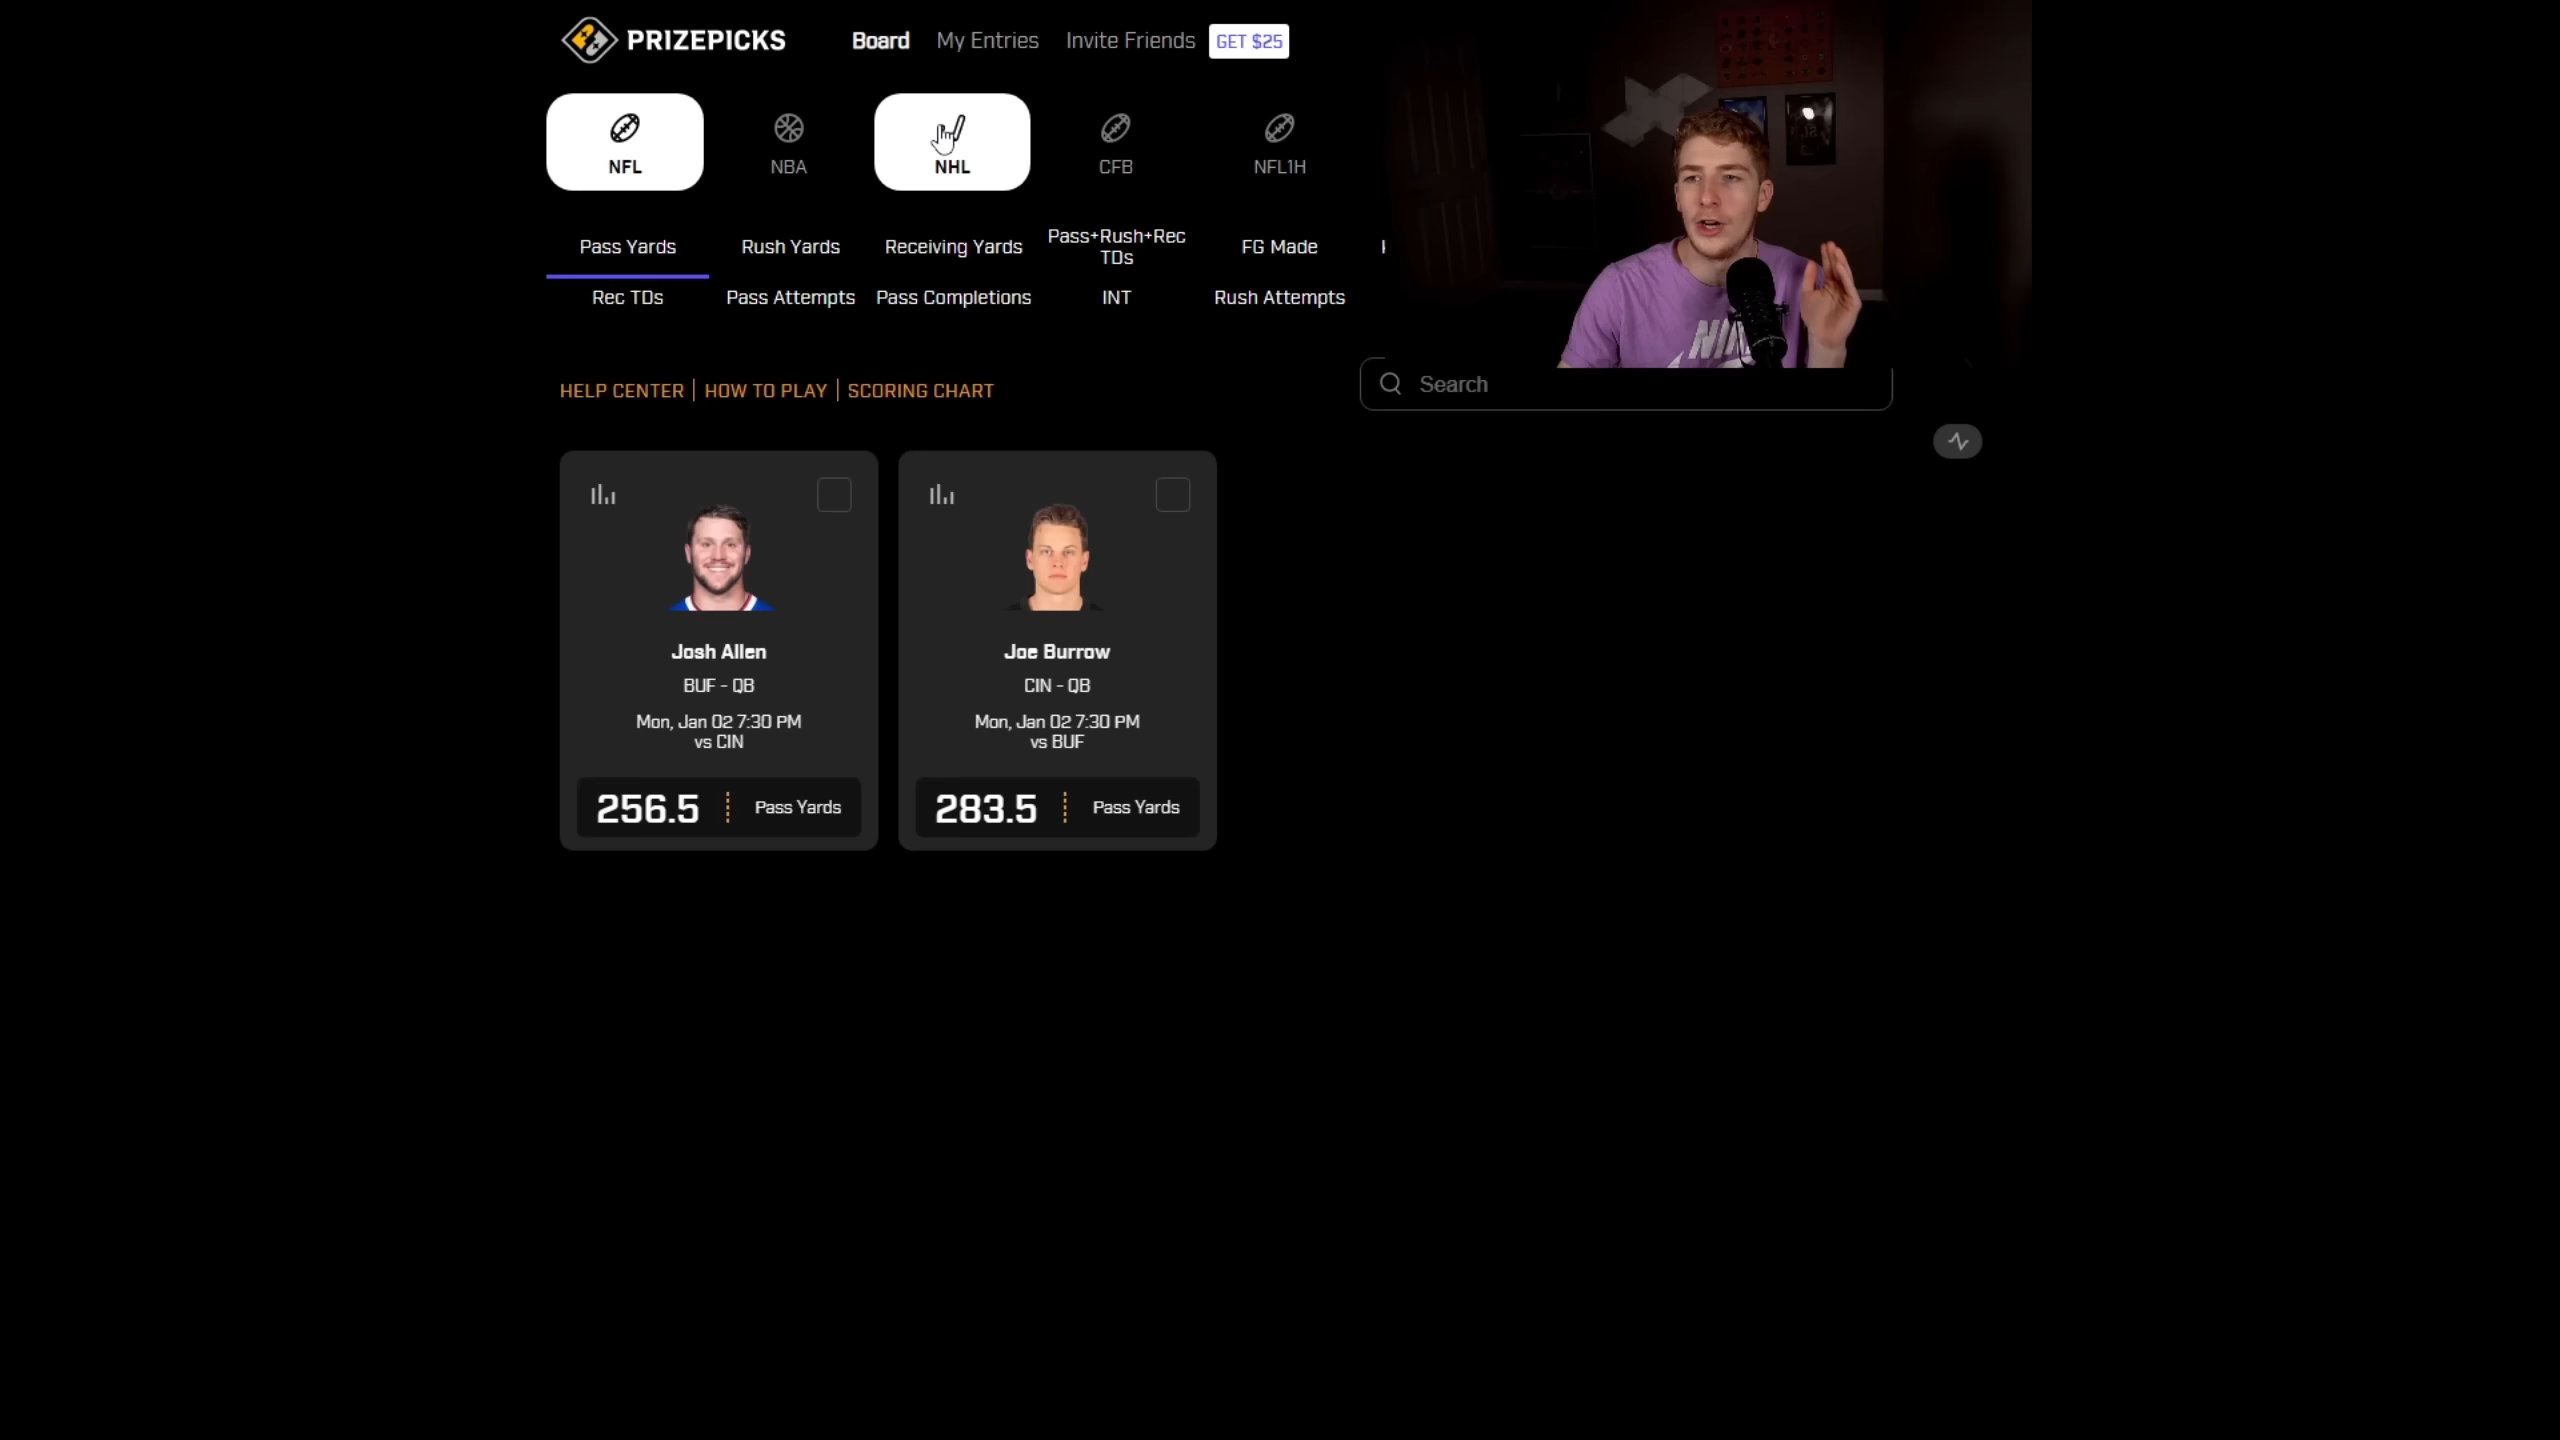 PRIZEPICKS
Board My Entries Invite Friends GET $25
NFL NBA NHL CFB NFL1H
Pass Yards Rush Yards Receiving Yards Pass+Rush+Rec TDs FG Made
Rec TDs Pass Attempts Pass Completions INT Rush Attempts
HELP CENTER | HOW TO PLAY | SCORING CHART
Search
Josh Allen
BUF - QB
Mon, Jan 02 7:30 PM
vs CIN
256.5 Pass Yards
Joe Burrow
CIN - QB
Mon, Jan 02 7:30 PM
vs BUF
283.5 Pass Yards